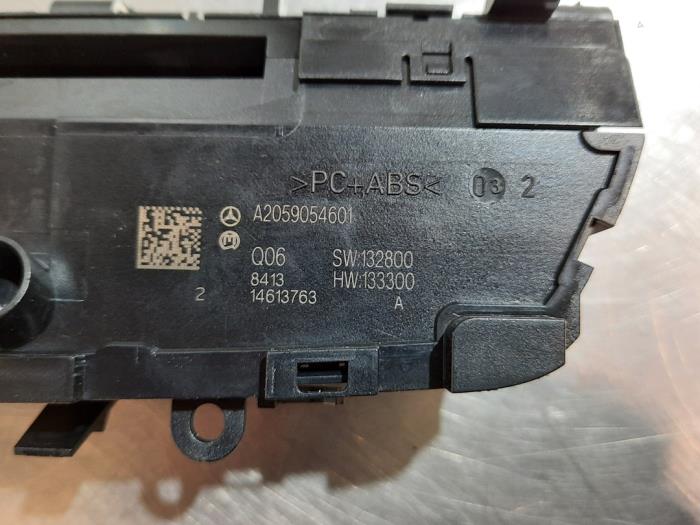 >PC+ABS< 03 2
A2059054601
Q06 SW:132800
8413 HW:133300
2 14613763 A